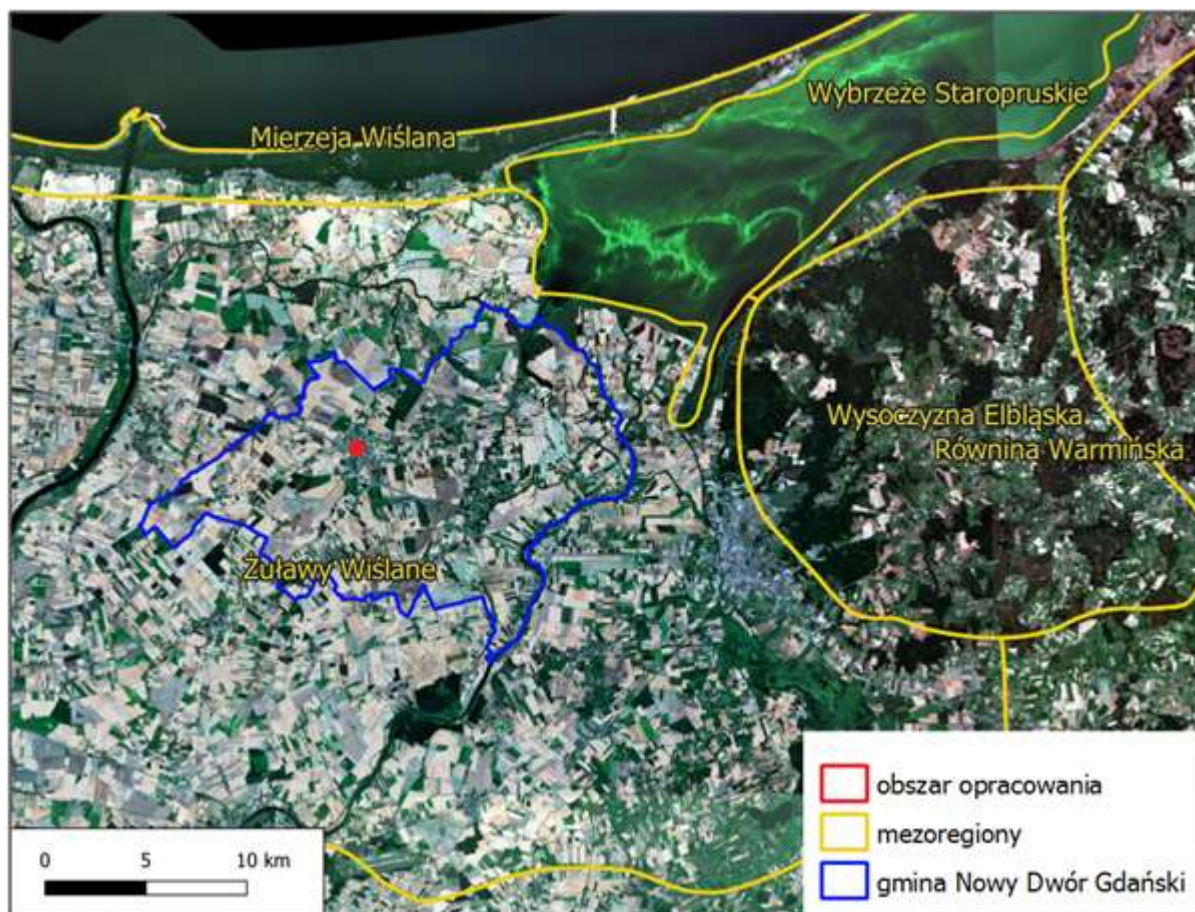 Wybrzeże Staropruskie
Mierzeja Wiślana
Wysoczyzna Elbląska
Równina Warmińska
Żuławy Wiślane
obszar opracowania
mezoregiony
gmina Nowy Dwór Gdański
0 5 10 km